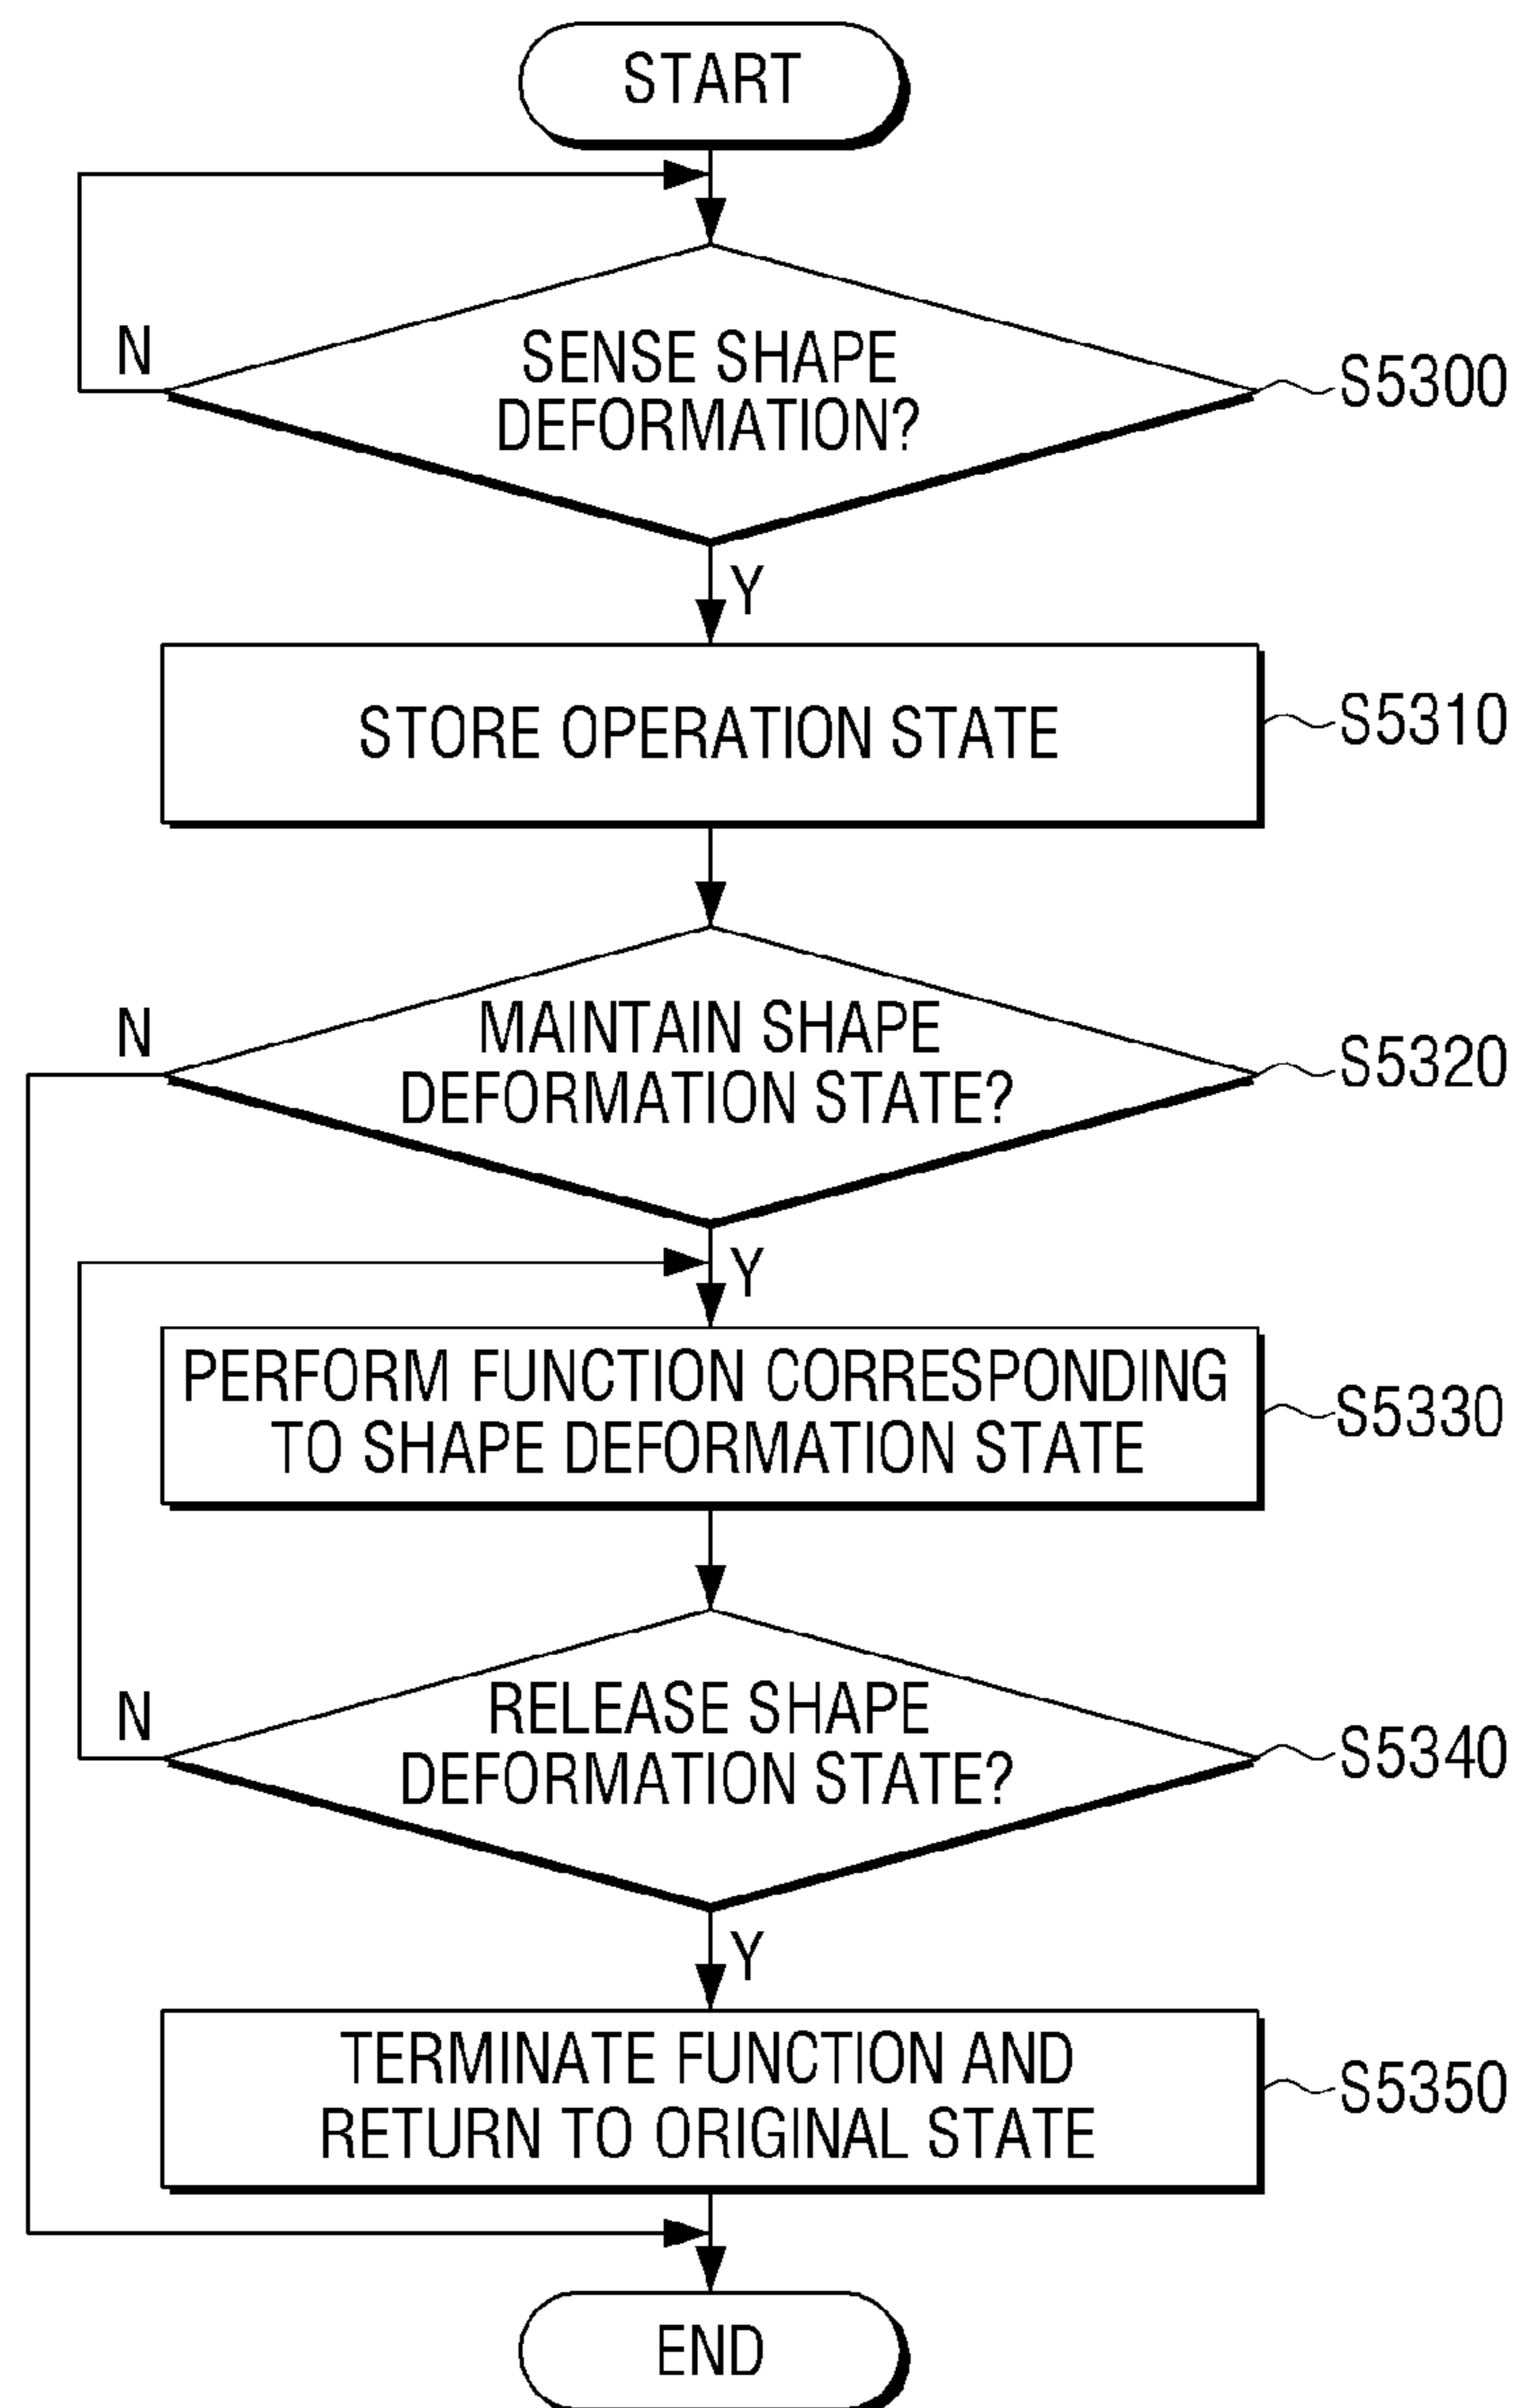 START
N
SENSE SHAPE
DEFORMATION?
S5300
Y
STORE OPERATION STATE
S5310
N
MAINTAIN SHAPE
DEFORMATION STATE?
S5320
Y
PERFORM FUNCTION CORRESPONDING
TO SHAPE DEFORMATION STATE
S5330
N
RELEASE SHAPE
DEFORMATION STATE?
S5340
Y
TERMINATE FUNCTION AND
RETURN TO ORIGINAL STATE
S5350
END